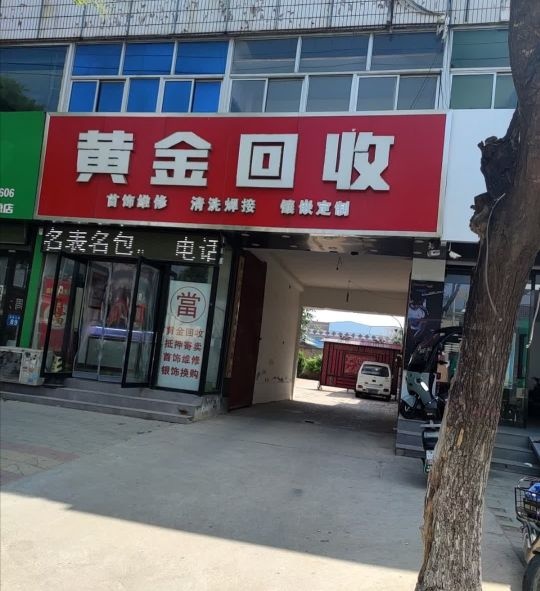 黄金回收
首饰维修 清洗焊接 镶嵌定制
606
店
名表名包.. 电话
當
黄金回收
抵押寄卖
首饰维修
银饰换购